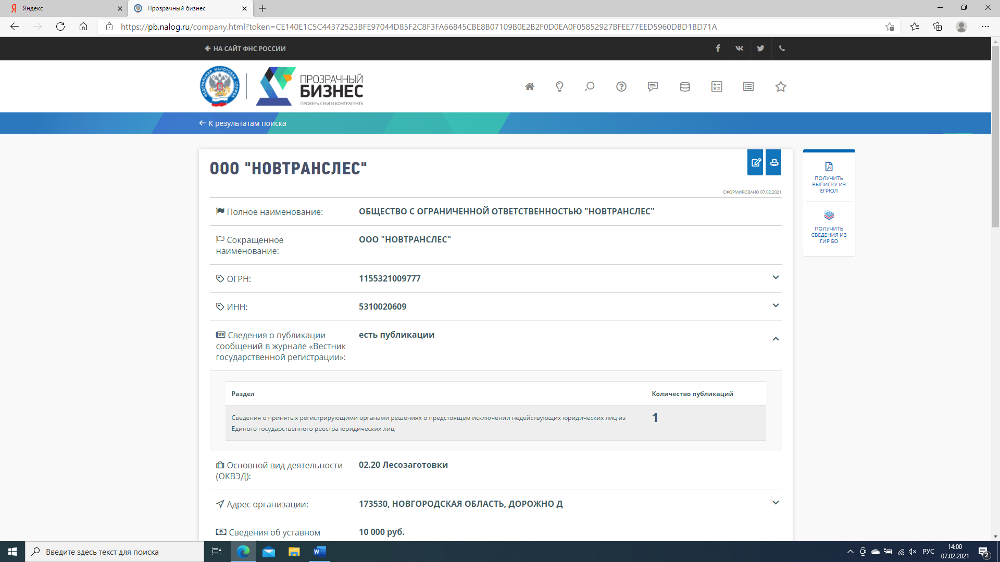 Яндекс
Прозрачный бизнес
https://pb.nalog.ru/company.html?token=CE140E1C5C44372523BFE97044D85F2C8F3FA66845CBE8B07109B0E2B2F0D0EA0F05852927BFEE77EED5960DBD1BD71A
НА САЙТ ФНС РОССИИ
ФЕДЕРАЛЬНАЯ НАЛОГОВАЯ СЛУЖБА
ПРОЗРАЧНЫЙ
БИЗНЕС
ПРОВЕРЬ СЕБЯ И КОНТРАГЕНТА
К результатам поиска
ООО "НОВТРАНСЛЕС"
СФОРМИРОВАНО 07.02.2021
ПОЛУЧИТЬ
ВЫПИСКУ ИЗ
ЕГРЮЛ
ПОЛУЧИТЬ
СВЕДЕНИЯ ИЗ
ГИР БО
Полное наименование: ОБЩЕСТВО С ОГРАНИЧЕННОЙ ОТВЕТСТВЕННОСТЬЮ "НОВТРАНСЛЕС"
Сокращенное ООО "НОВТРАНСЛЕС"
наименование:
ОГРН: 1155321009777
ИНН: 5310020609
Сведения о публикации есть публикации
сообщений в журнале «Вестник
государственной регистрации»:
Раздел Количество публикаций
Сведения о принятых регистрирующими органами решениях о предстоящем исключении недействующих юридических лиц из 1
Единого государственного реестра юридических лиц
Основной вид деятельности 02.20 Лесозаготовки
(ОКВЭД):
Адрес организации: 173530, НОВГОРОДСКАЯ ОБЛАСТЬ, ДОРОЖНО Д
Сведения об уставном 10 000 руб.
Введите здесь текст для поиска
РУС
14:00
07.02.2021
2